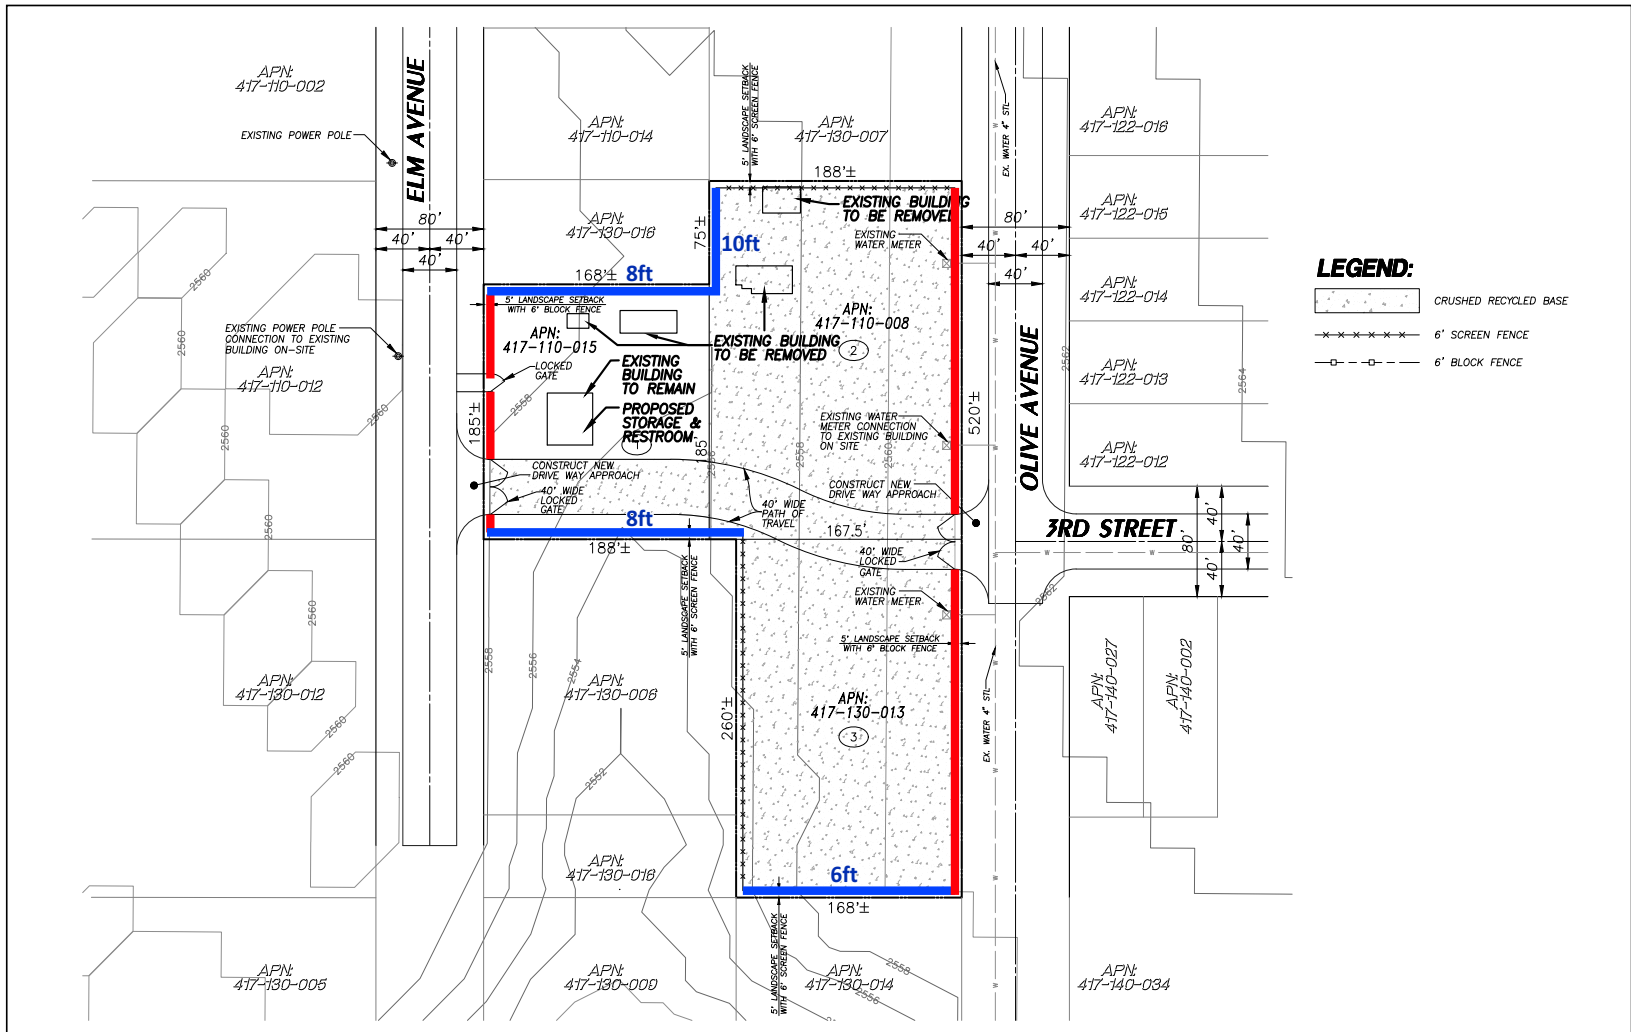 APN:
417-110-002
EXISTING POWER POLE
ELM AVENUE
APN:
417-110-014
5' LANDSCAPE SETBACK
WITH 6' SCREEN FENCE
APN:
417-130-007
EX. WATER 4" STL
W
APN:
417-122-016
188'±
EXISTING BUILDING
TO BE REMOVED
80'
40'
40'
40'
APN:
417-130-016
75'±
10ft
EXISTING
WATER METER
80'
40'
40'
40'
APN:
417-122-015
2560
168'±
8ft
5' LANDSCAPE SETBACK
WITH 6' BLOCK FENCE
APN:
417-122-014
LEGEND:
CRUSHED RECYCLED BASE
6' SCREEN FENCE
6' BLOCK FENCE
EXISTING POWER POLE
CONNECTION TO EXISTING
BUILDING ON-SITE
2560
APN:
417-110-015
APN:
417-110-008
2
EXISTING BUILDING
TO BE REMOVED
2562
OLIVE AVENUE
LOCKED
GATE
EXISTING
BUILDING
TO REMAIN
APN:
417-110-012
2560
2558
APN:
417-122-013
2564
PROPOSED
STORAGE &
RESTROOM
1
185'±
85
EXISTING WATER
METER CONNECTION
TO EXISTING BUILDING
ON SITE
520'±
2560
2556
2558
2560
APN:
417-122-012
CONSTRUCT NEW
DRIVE WAY APPROACH
40' WIDE
LOCKED
GATE
CONSTRUCT NEW
DRIVE WAY APPROACH
40' WIDE
PATH OF
TRAVEL
2560
8ft
188'±
167.5'
3RD STREET
80'
40'
40'
40'
W
40' WIDE
LOCKED
GATE
2560
5' LANDSCAPE SETBACK
WITH 6' SCREEN FENCE
EXISTING
WATER METER
2562
5' LANDSCAPE SETBACK
WITH 6' BLOCK FENCE
2558
2556
2554
APN:
417-130-012
APN:
417-130-006
260'±
APN:
417-130-013
3
EX. WATER 4" STL
APN:
417-140-027
APN:
417-140-002
2560
2560
2552
6ft
APN:
417-130-016
168'±
5' LANDSCAPE SETBACK
WITH 6' SCREEN FENCE
APN:
417-130-005
APN:
417-130-009
APN:
417-130-014
2558
2556
APN:
417-140-034